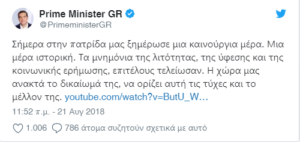 Prime Minister GR
@PrimeministerGR
Σήμερα στην πατρίδα μας ξημέρωσε μια καινούργια μέρα. Μια
μέρα ιστορική. Τα μνημόνια της λιτότητας, της ύφεσης και της
κοινωνικής ερήμωσης, επιτέλους τελείωσαν. Η χώρα μας
ανακτά το δικαίωμά της, να ορίζει αυτή τις τύχες και το
μέλλον της. youtube.com/watch?v=ButU_W…
11:52 π.μ. - 21 Αυγ 2018
1.006 786 άτομα συζητούν σχετικά με αυτό